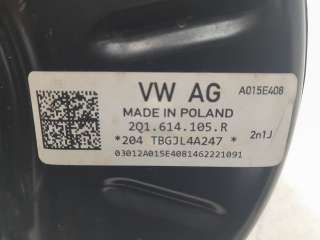 VW AG A015E408
MADE IN POLAND
2Q1.614.105.R
*204 TBGJL4A247 * 2n1J
03012A015E4081462221091